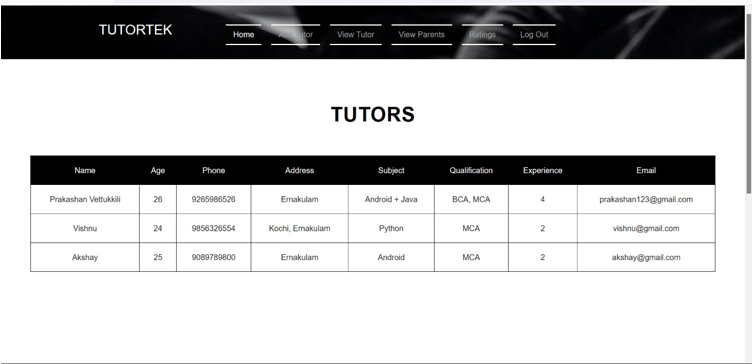 TUTORTEK
Home Add Tutor View Tutor View Parents Ratings Log Out
TUTORS
Name Age Phone Address Subject Qualification Experience Email
Prakashan Vettukkili 26 9265986526 Ernakulam Android + Java BCA, MCA 4 prakashan123@gmail.com
Vishnu 24 9856326554 Kochi, Ernakulam Python MCA 2 vishnu@gmail.com
Akshay 25 9089789800 Ernakulam Android MCA 2 akshay@gmail.com